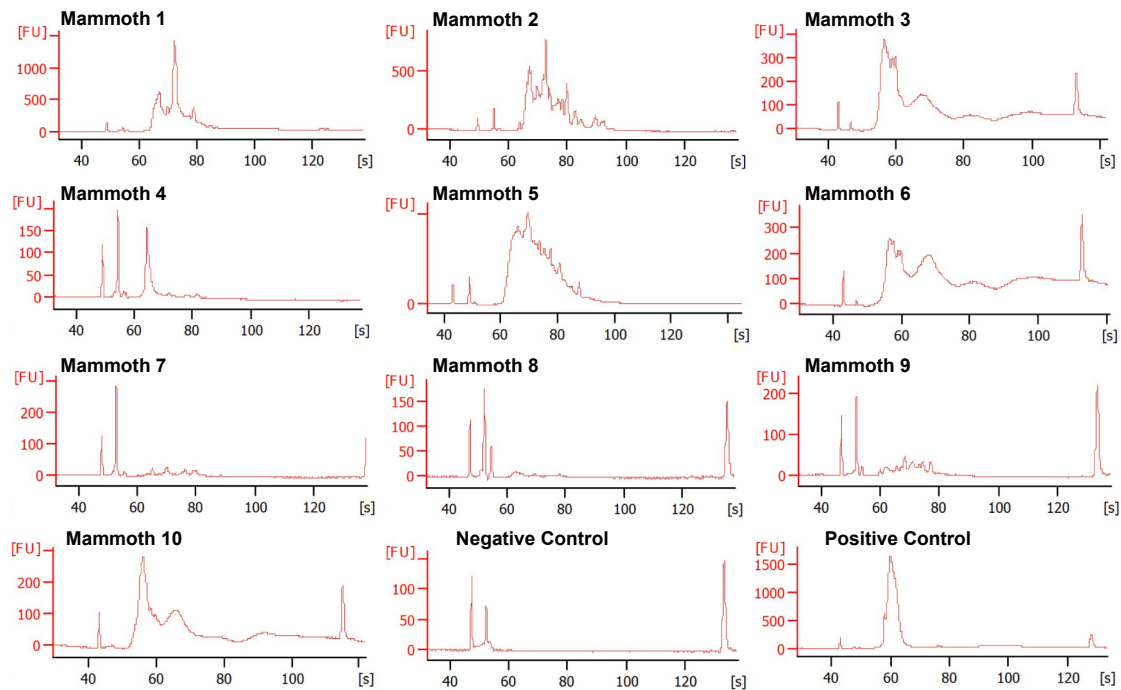 Mammoth 1
[FU]
1000
500
0
40 60 80 100 120 [s]
Mammoth 2
[FU]
500
0
40 60 80 100 120 [s]
Mammoth 3
[FU]
300
200
100
0
40 60 80 100 [s]
Mammoth 4
[FU]
150
100
50
0
40 60 80 100 120 [s]
Mammoth 5
[FU]
0
40 60 80 100 120 [s]
Mammoth 6
[FU]
300
200
100
0
40 60 80 100 [s]
Mammoth 7
[FU]
200
100
0
40 60 80 100 120 [s]
Mammoth 8
[FU]
150
100
50
0
40 60 80 100 120 [s]
Mammoth 9
[FU]
200
100
0
40 60 80 100 120 [s]
Mammoth 10
[FU]
200
100
0
40 60 80 100 [s]
Negative Control
[FU]
100
50
0
40 60 80 100 120 [s]
Positive Control
[FU]
1500
1000
500
0
40 60 80 100 120 [s]